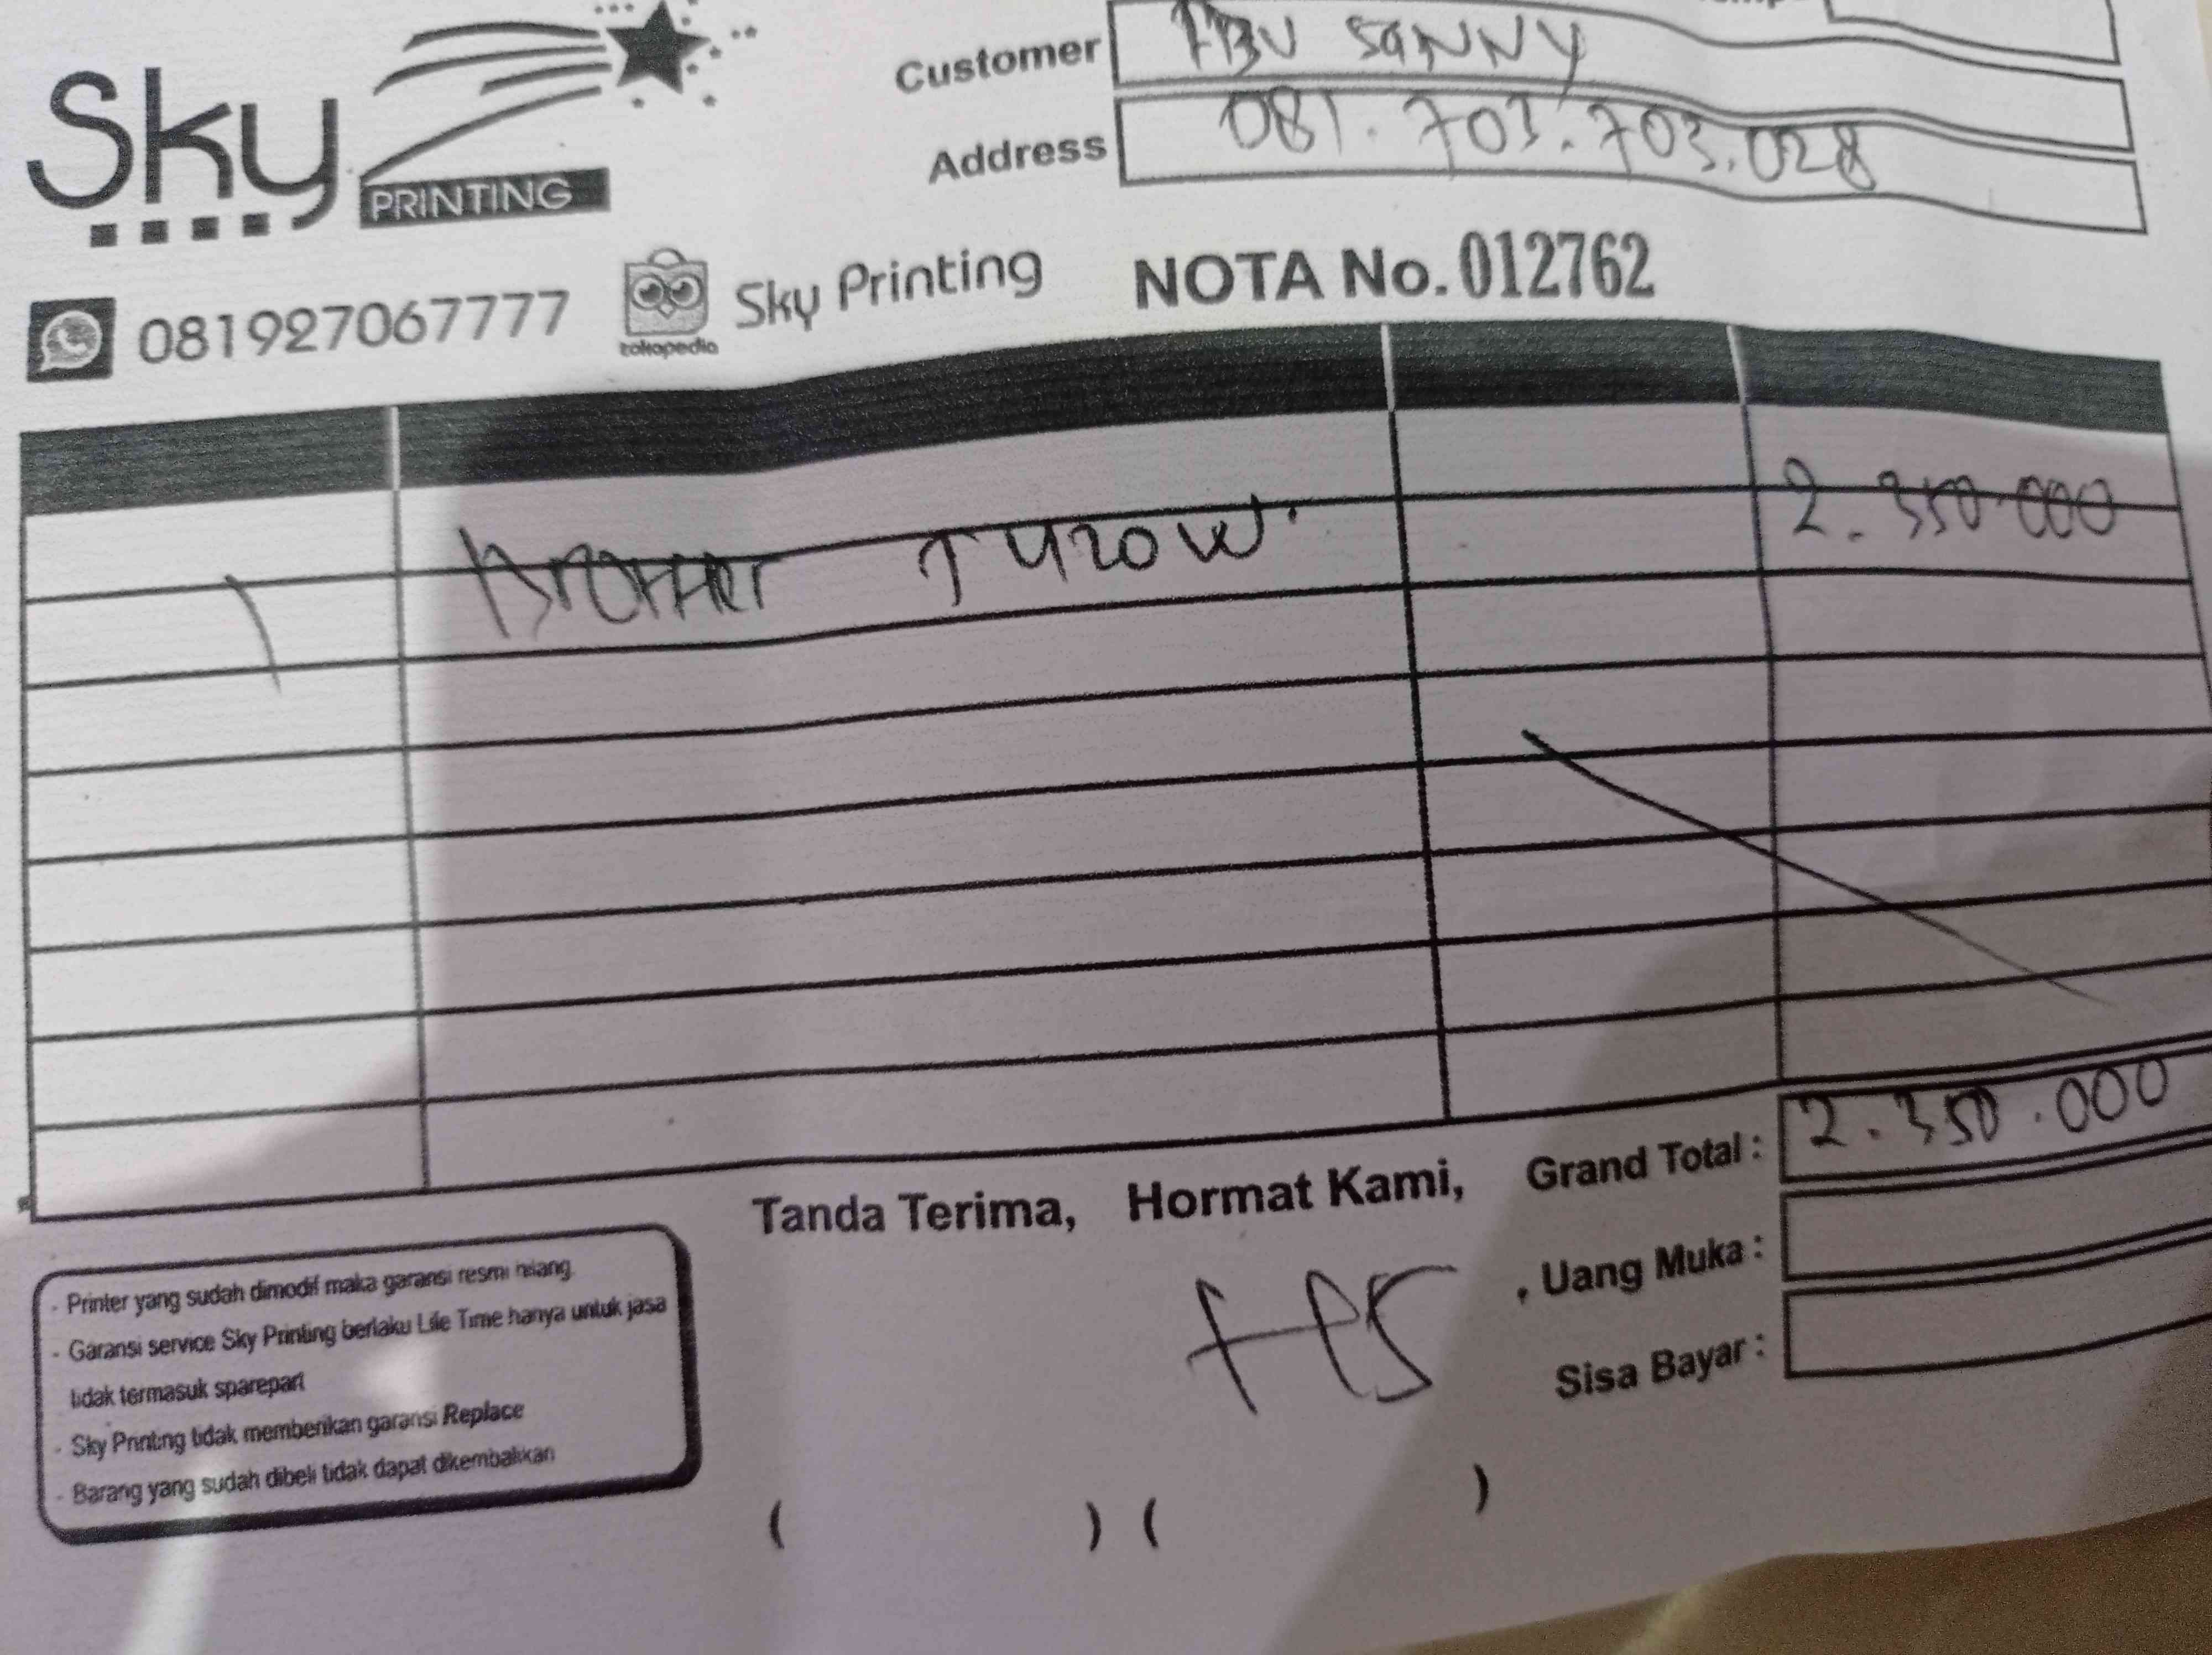 Sky
PRINTING
Customer IBU SANNY
Address 081.703.703.028
081927067777 tokopedia Sky Printing NOTA No. 012762
1 Brother T420W. 2.350.000
Tanda Terima, Hormat Kami, Grand Total : 2.350.000
, Uang Muka :
Sisa Bayar :
- Printer yang sudah dimodif maka garansi resmi hilang.
- Garansi service Sky Printing berlaku Life Time hanya untuk jasa
tidak termasuk sparepart
- Sky Printing tidak memberikan garansi Replace
- Barang yang sudah dibeli tidak dapat dikembalikan
( ) ( )